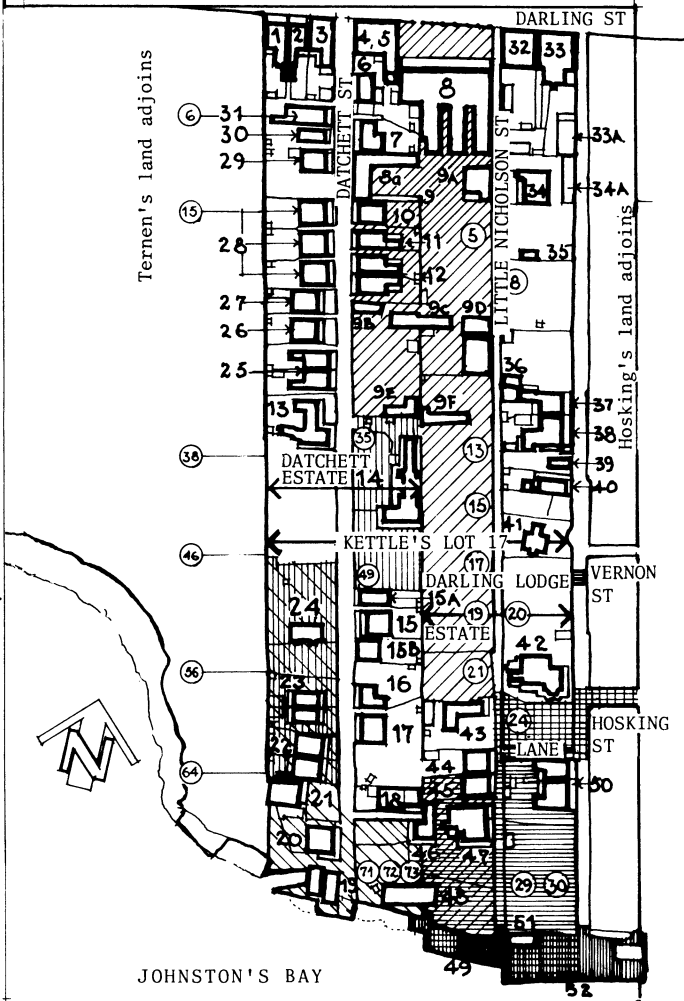 DARLING ST
1 2 3
4, 5
6
7
8
32 33
Ternen's land adjoins
DATCHETT ST
LITTLE NICHOLSON ST
Hosking's land adjoins
6 31
30
29
33A
8a
9A
9
34
34A
15
10
5
28
11
12
35
8
27
9B
9C
9D
26
25
36
13
9E
9F
37
38
35
38
13
39
DATCHETT
ESTATE 14
40
15
41
KETTLE'S LOT 17
46
49
17
DARLING LODGE
VERNON
ST
15A
24
15
19 20
ESTATE
15B
42
56
21
16
23
24
HOSKING
ST
17
43
22
LANE
64
44
50
21
18
45
20
46
47
71 72 73
19
48
29 30
51
49
52
JOHNSTON'S BAY
N